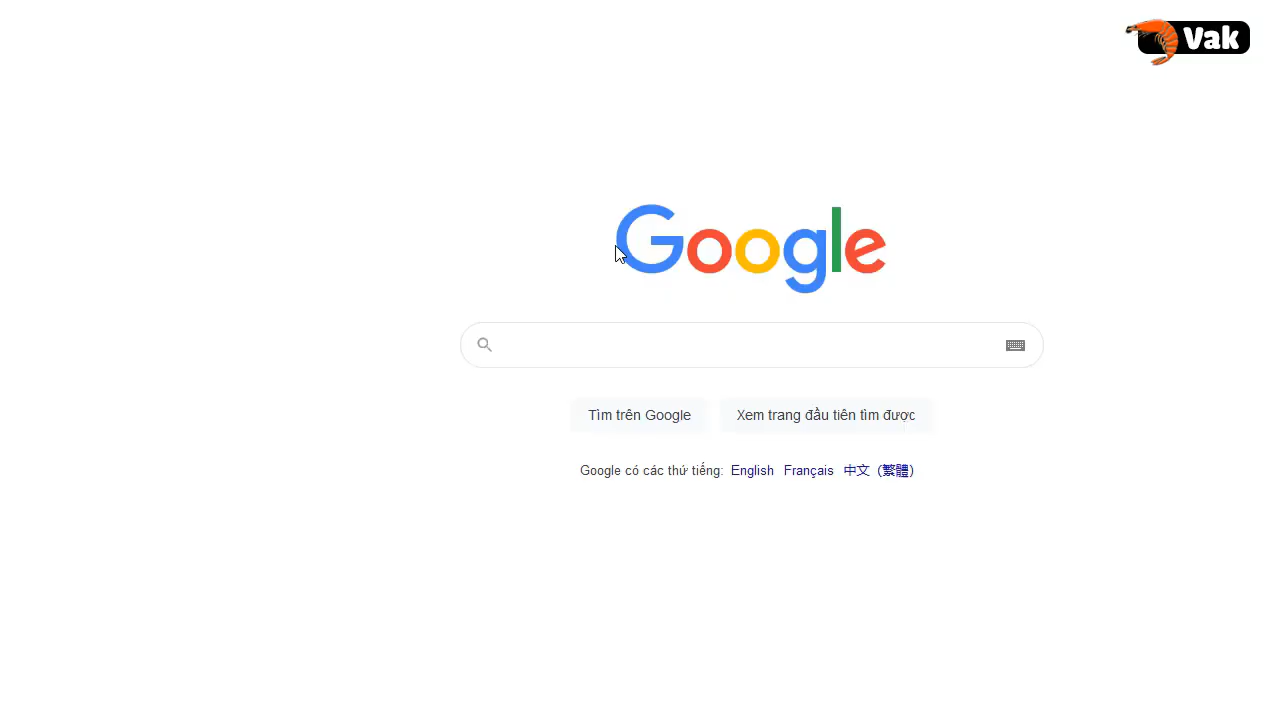 Vak
Google
Tìm trên Google
Xem trang đầu tiên tìm được
Google có các thứ tiếng: English Français 中文 (繁體)